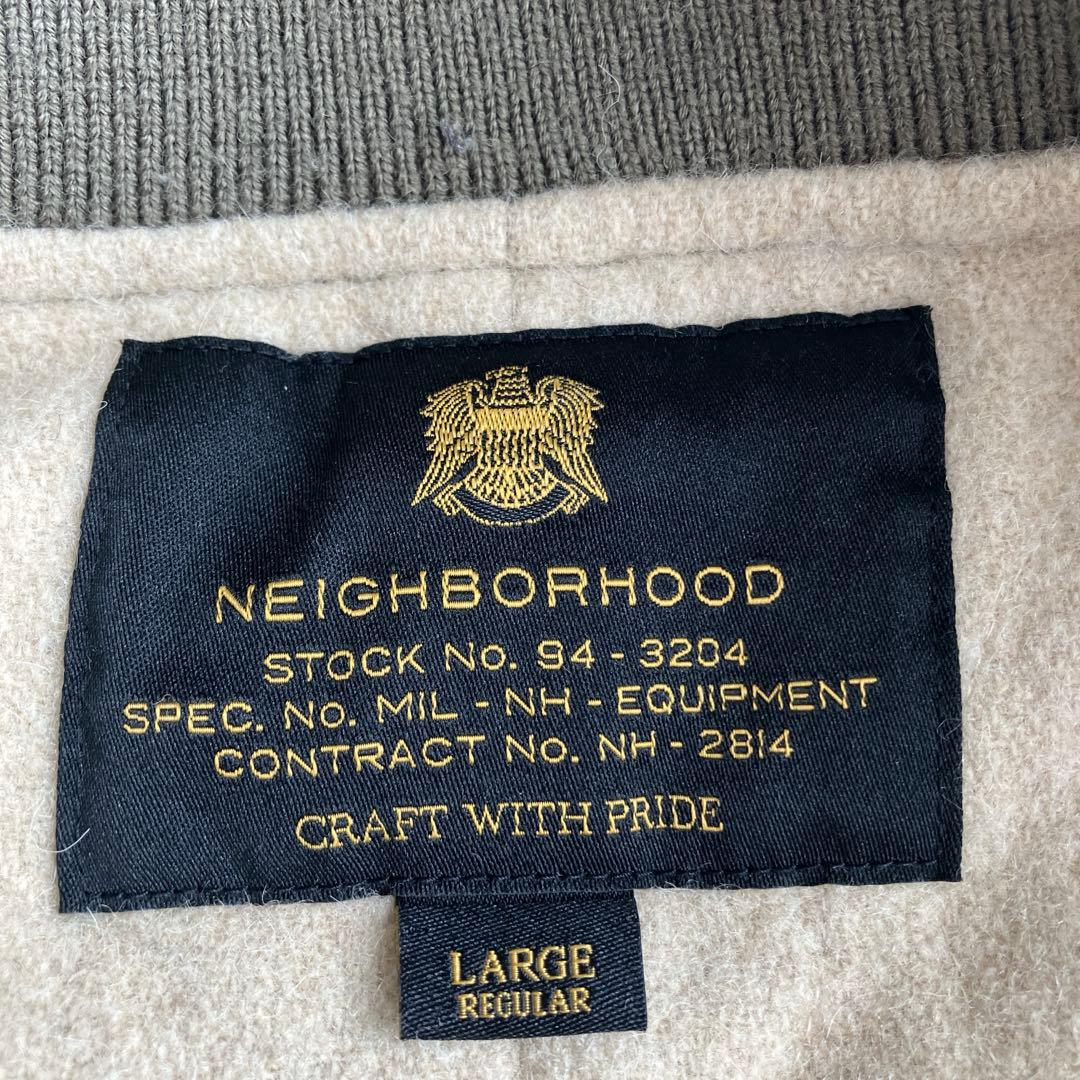 NEIGHBORHOOD
STOCK No. 94 - 3204
SPEC. No. MIL - NH - EQUIPMENT
CONTRACT No. NH - 2814
CRAFT WITH PRIDE
LARGE
REGULAR